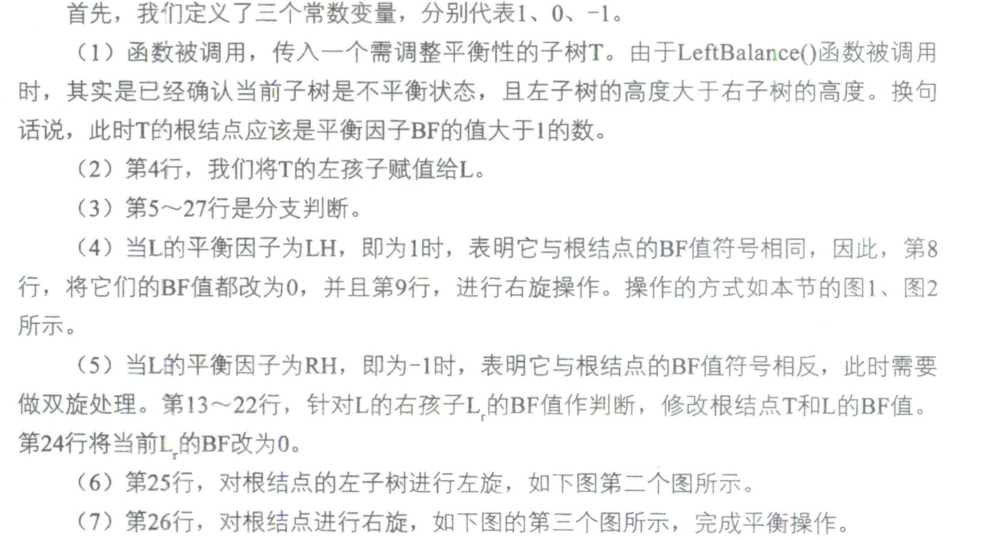 首先，我们定义了三个常数变量，分别代表1、0、-1。
（1）函数被调用，传入一个需调整平衡性的子树T。由于LeftBalance()函数被调用
时，其实是已经确认当前子树是不平衡状态，且左子树的高度大于右子树的高度。换句
话说，此时T的根结点应该是平衡因子BF的值大于1的数。
（2）第4行，我们将T的左孩子赋值给L。
（3）第5～27行是分支判断。
（4）当L的平衡因子为LH，即为1时，表明它与根结点的BF值符号相同，因此，第8
行，将它们的BF值都改为0，并且第9行，进行右旋操作。操作的方式如本节的图1、图2
所示。
（5）当L的平衡因子为RH，即为-1时，表明它与根结点的BF值符号相反，此时需要
做双旋处理。第13～22行，针对L的右孩子Lr的BF值作判断，修改根结点T和L的BF值。
第24行将当前Lr的BF改为0。
（6）第25行，对根结点的左子树进行左旋，如下图第二个图所示。
（7）第26行，对根结点进行右旋，如下图的第三个图所示，完成平衡操作。